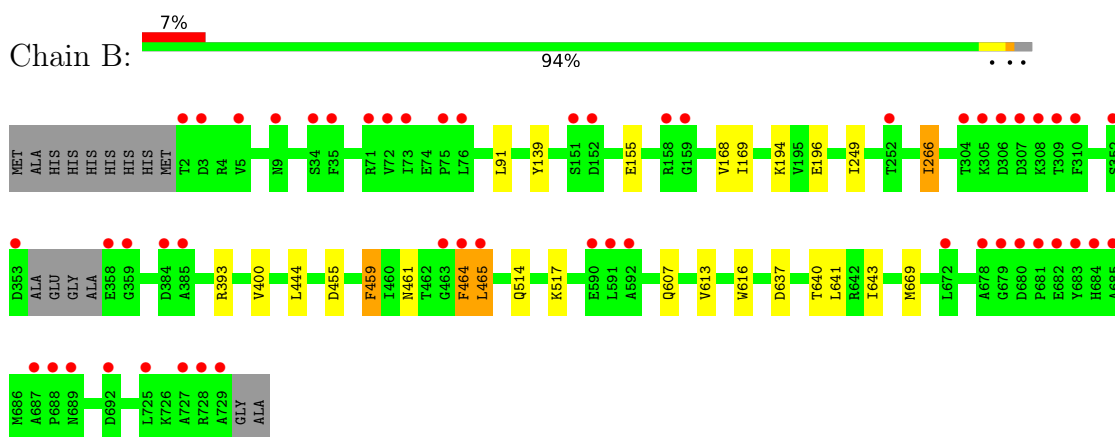 7%
Chain B:
94%
MET ALA HIS HIS HIS HIS HIS HIS MET T2 D3 R4 V5 N9 S34 F35 R71 V72 I73 E74 P75 L76 L91 Y139 S151 D152 E155 R158 G159 V168 I169 K194 V195 E196 I249 T252 I266 T304 K305 D306 D307 K308 T309 F310 S352
D353 ALA GLU GLY ALA E358 G359 D384 A385 R393 V400 L444 D455 F459 I460 N461 T462 G463 F464 L465 Q514 K517 E590 L591 A592 Q607 V613 W616 D637 T640 L641 R642 I643 M669 L672 A678 G679 D680 P681 E682 Y683 H684 A685
M686 A687 P688 N689 D692 L725 K726 A727 R728 A729 GLY ALA